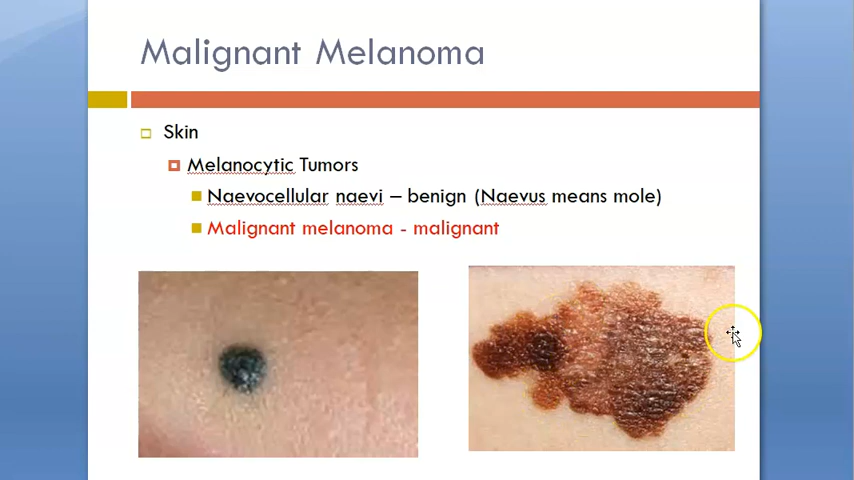 Malignant Melanoma
Skin
Melanocytic Tumors
Naevocellular naevi – benign (Naevus means mole)
Malignant melanoma - malignant